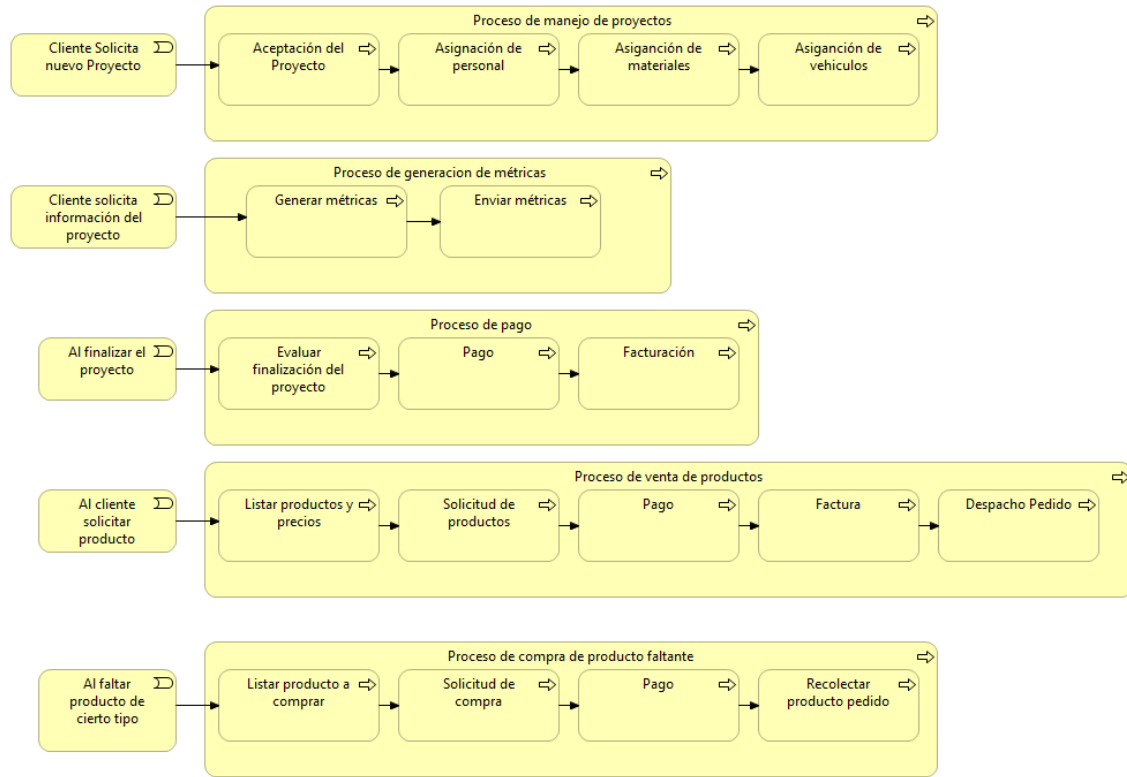 Proceso de manejo de proyectos
Cliente Solicita
nuevo Proyecto
Aceptación del
Proyecto
Asignación de
personal
Asigancón de
materiales
Asigancón de
vehiculos
Proceso de generacion de métricas
Cliente solicita
información del
proyecto
Generar métricas
Enviar métricas
Proceso de pago
Al finalizar el
proyecto
Evaluar
finalización del
proyecto
Pago
Facturación
Proceso de venta de productos
Al cliente
solicitar
producto
Listar productos y
precios
Solicitud de
productos
Pago
Factura
Despacho Pedido
Proceso de compra de producto faltante
Al faltar
producto de
cierto tipo
Listar producto a
comprar
Solicitud de
compra
Pago
Recolectar
producto pedido